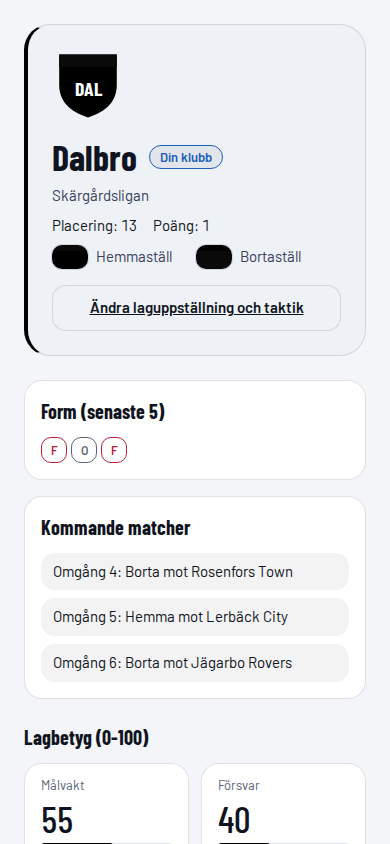 DAL
Dalbro Din klubb
Skärgårdsligan
Placering: 13 Poäng: 1
Hemmaställ Bortaställ
Ändra laguppställning och taktik
Form (senaste 5)
F O F
Kommande matcher
Omgång 4: Borta mot Rosenfors Town
Omgång 5: Hemma mot Lerbäck City
Omgång 6: Borta mot Jägarbo Rovers
Lagbetyg (0-100)
Målvakt Försvar
55 40